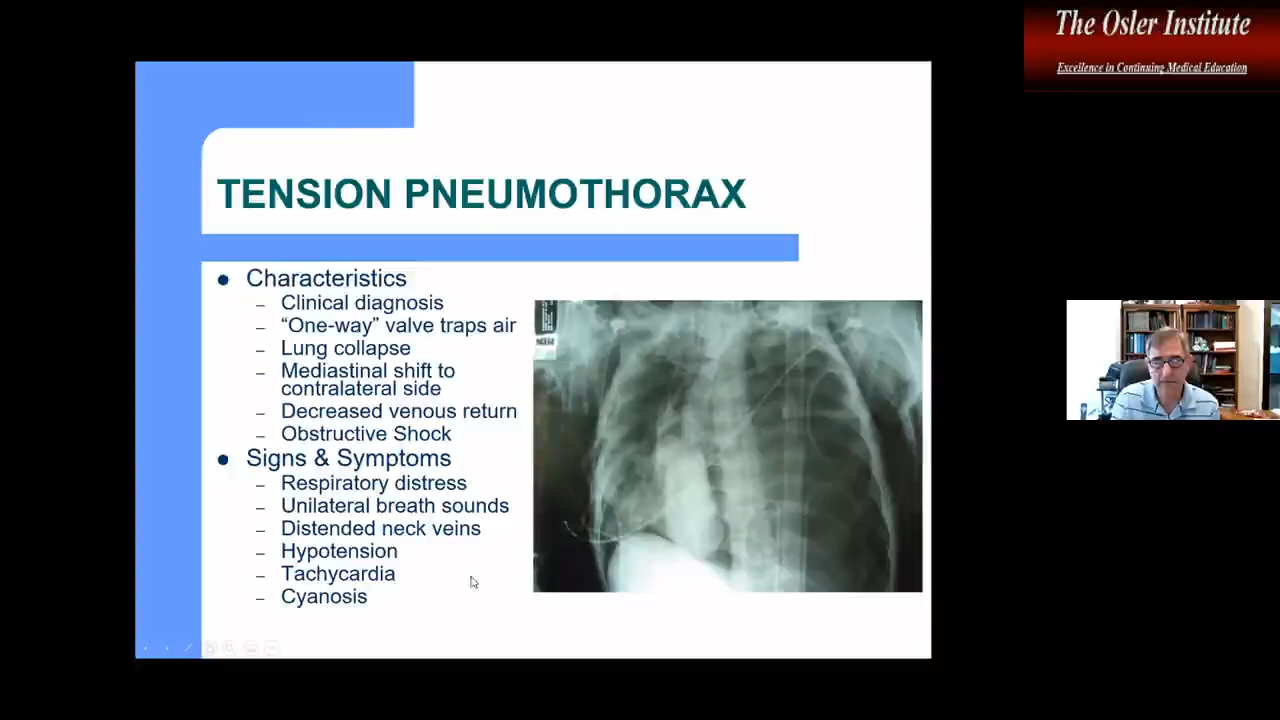 The Osler Institute
Excellence in Continuing Medical Education
TENSION PNEUMOTHORAX
● Characteristics
– Clinical diagnosis
– “One-way” valve traps air
– Lung collapse
– Mediastinal shift to
contralateral side
– Decreased venous return
– Obstructive Shock
● Signs & Symptoms
– Respiratory distress
– Unilateral breath sounds
– Distended neck veins
– Hypotension
– Tachycardia
– Cyanosis